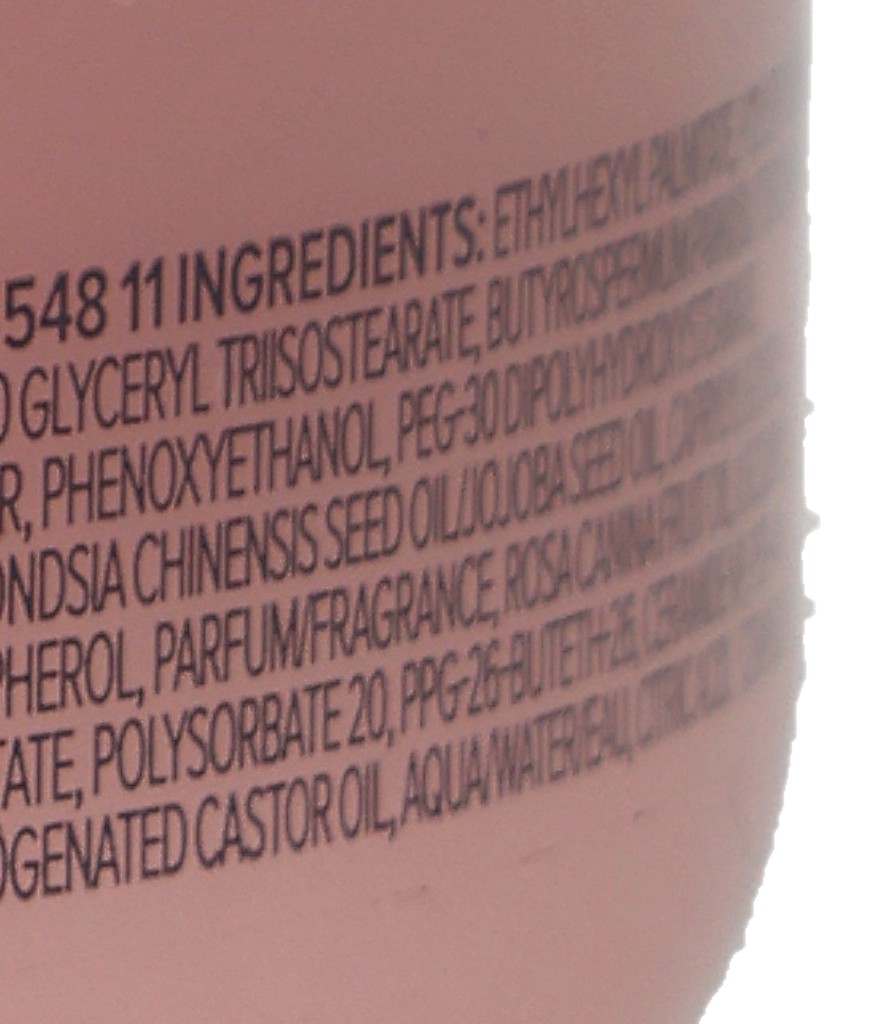 548 11 INGREDIENTS: ETHYLHEXYL PALMITATE,
GLYCERYL TRIISOSTEARATE, BUTYROSPERMUM
R, PHENOXYETHANOL, PEG-30 DIPOLYHYDROXYSTEARATE,
ONDSIA CHINENSIS SEED OIL/JOJOBA SEED OIL,
PHEROL, PARFUM/FRAGRANCE, ROSA CANINA FRUIT OIL,
TATE, POLYSORBATE 20, PPG-26-BUTETH-26, CERAMIDE
OGENATED CASTOR OIL, AQUA/WATER/EAU, CITRIC ACID,